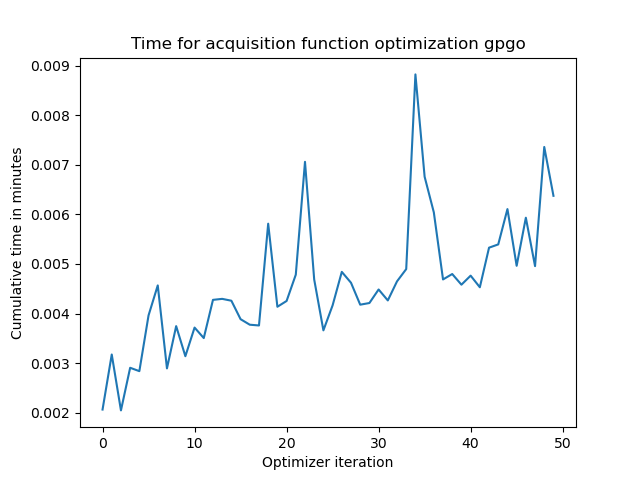 Time for acquisition function optimization gpgo
0.009
0.008
0.007
0.006
0.005
0.004
0.003
0.002
Cumulative time in minutes
0 10 20 30 40 50
Optimizer iteration